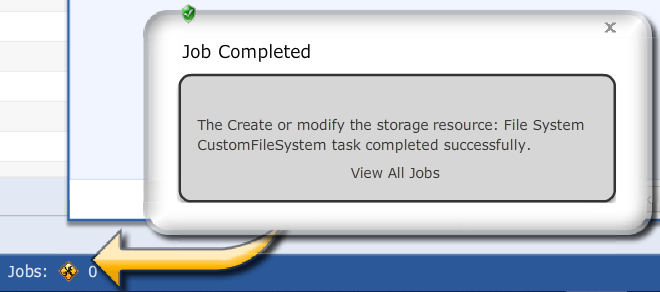 Job Completed
The Create or modify the storage resource: File System
CustomFileSystem task completed successfully.
View All Jobs
Jobs: 0